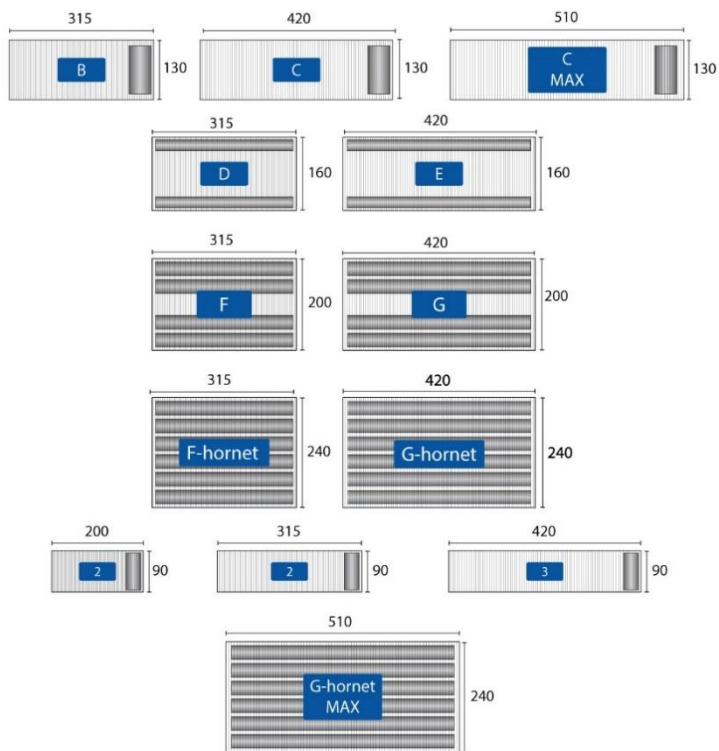 315 420 510
B 130 C 130 C 130
MAX
315 420
D 160 E 160
315 420
F 200 G 200
315 420
F-hornet 240 G-hornet 240
200 315 420
2 90 2 90 3 90
510
G-hornet 240
MAX